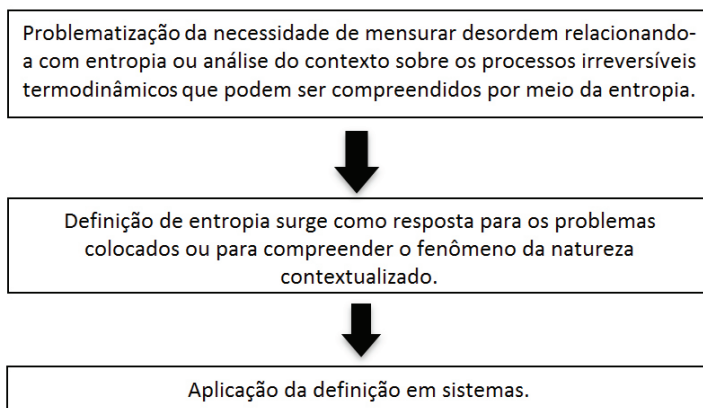 Problematização da necessidade de mensurar desordem relacionando-
a com entropia ou análise do contexto sobre os processos irreversíveis
termodinâmicos que podem ser compreendidos por meio da entropia.
Definição de entropia surge como resposta para os problemas
colocados ou para compreender o fenômeno da natureza
contextualizado.
Aplicação da definição em sistemas.